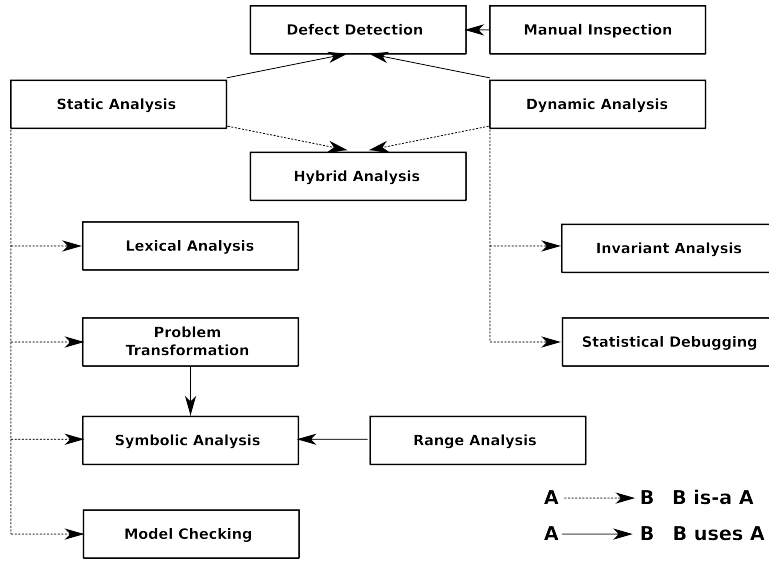 Defect Detection
Manual Inspection
Static Analysis
Dynamic Analysis
Hybrid Analysis
Lexical Analysis
Invariant Analysis
Problem
Transformation
Statistical Debugging
Symbolic Analysis
Range Analysis
A B B is-a A
Model Checking
A B B uses A